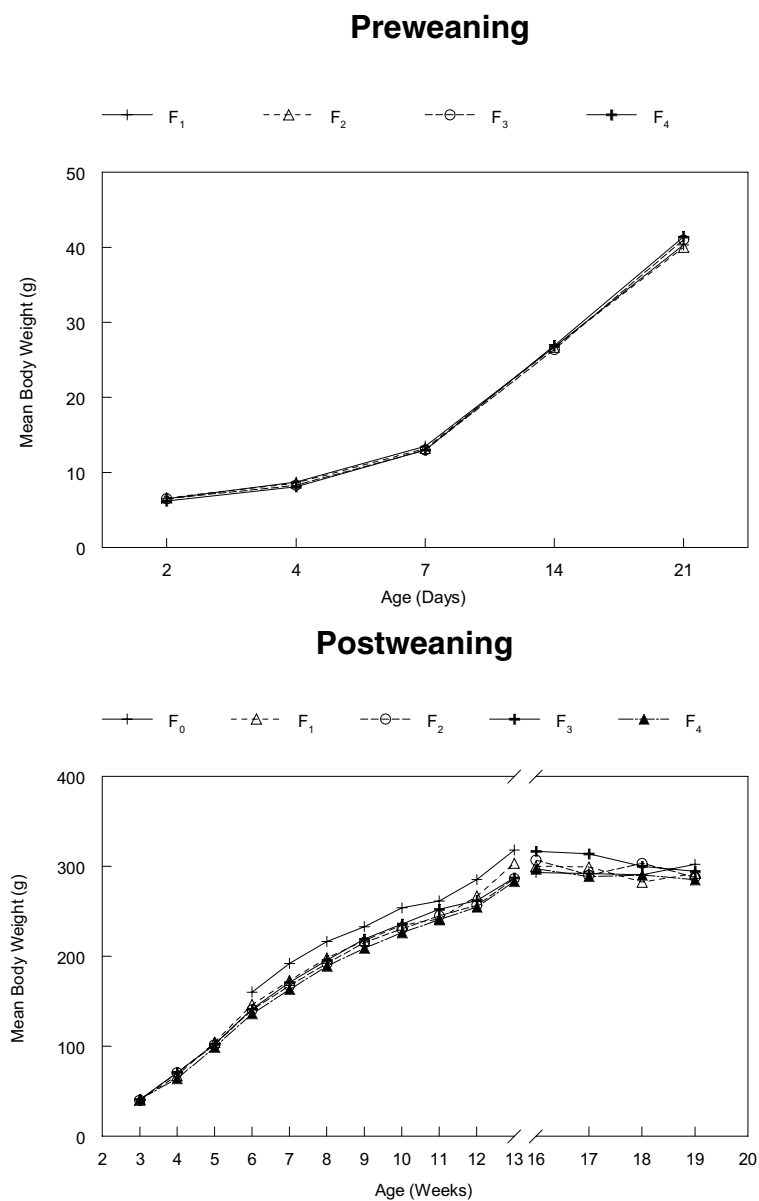 Preweaning
F1 F2 F3 F4
50
40
30
20
10
0
Mean Body Weight (g)
2 4 7 14 21
Age (Days)
Postweaning
F0 F1 F2 F3 F4
400
300
200
100
0
Mean Body Weight (g)
2 3 4 5 6 7 8 9 10 11 12 13 16 17 18 19 20
Age (Weeks)